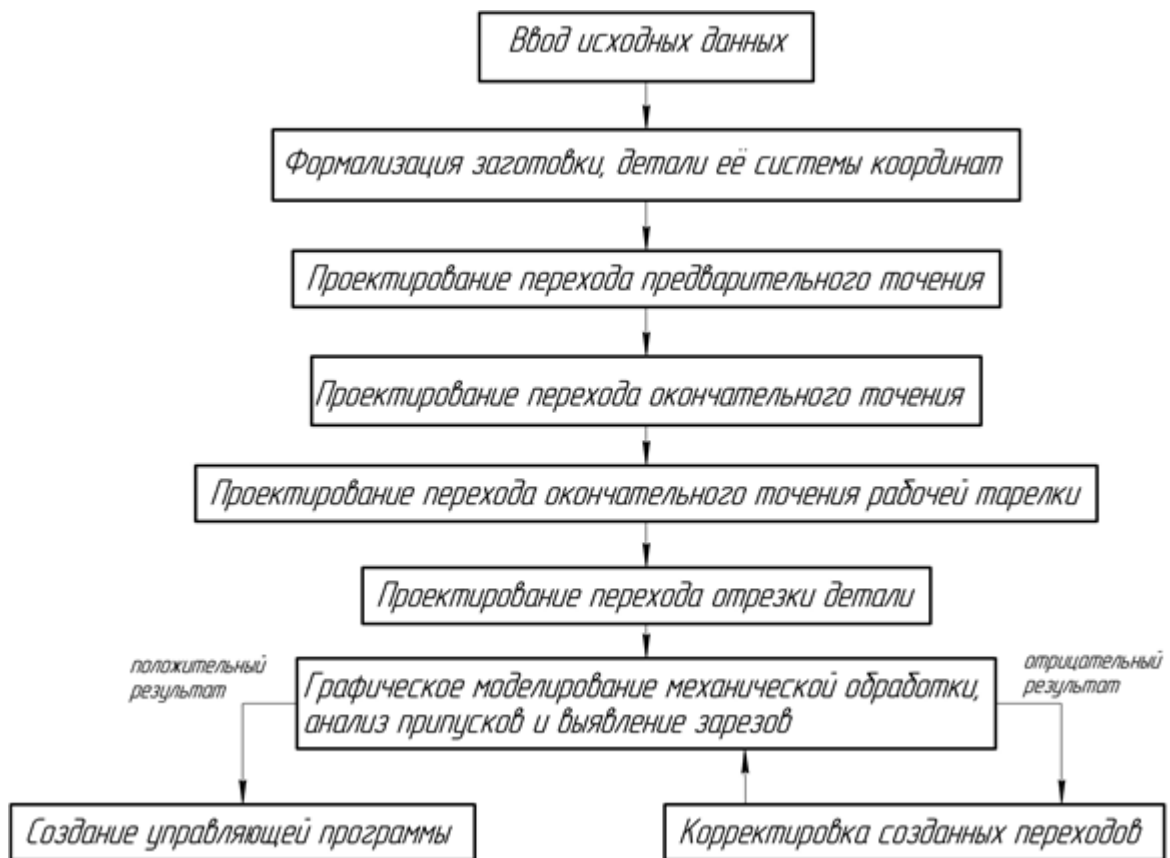 Ввод исходных данных
Формализация заготовки, детали её системы координат
Проектирование перехода предварительного точения
Проектирование перехода окончательного точения
Проектирование перехода окончательного точения рабочей тарелки
Проектирование перехода отрезки детали
положительный
результат
Графическое моделирование механической обработки,
анализ припусков и выявление зарезов
отрицательный
результат
Создание управляющей программы
Корректировка созданных переходов